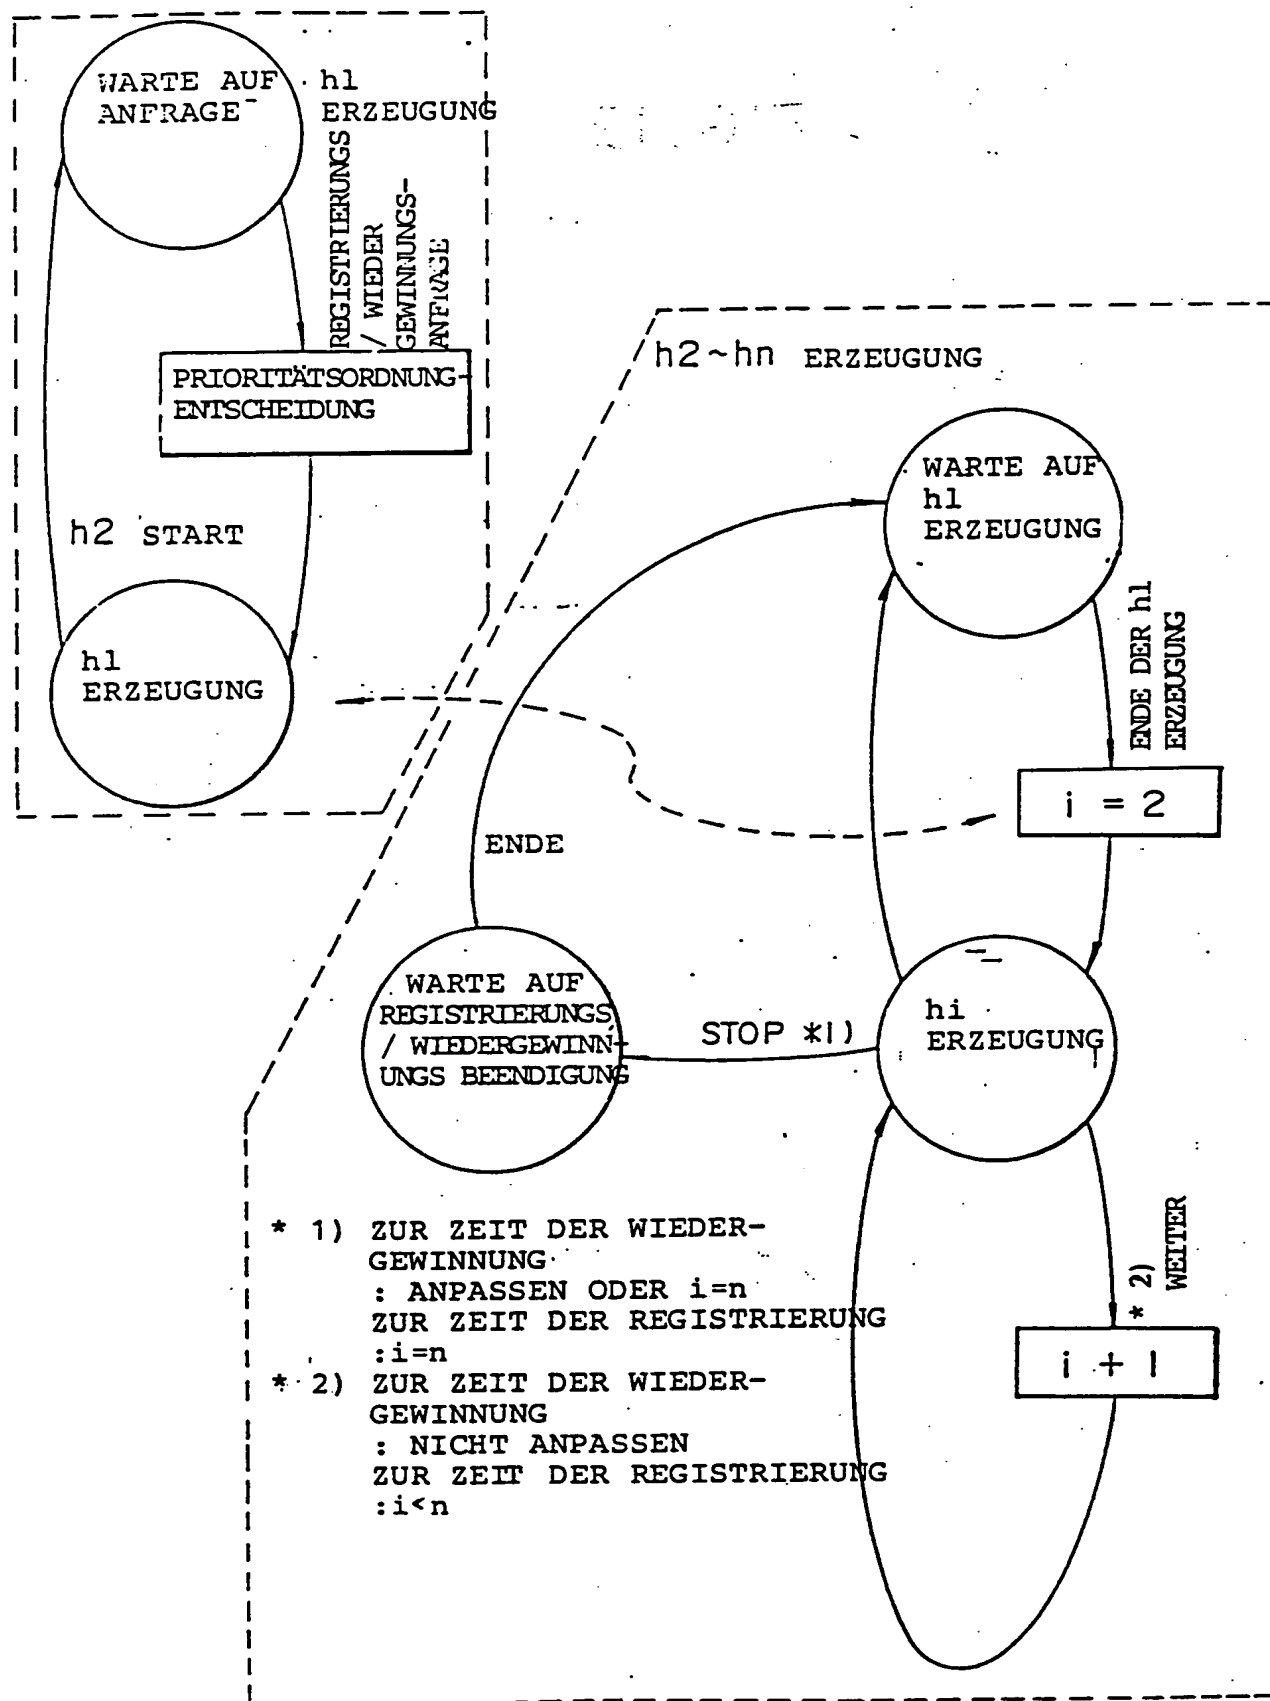 WARTE AUF
ANFRAGE
h1
ERZEUGUNG
REGISTRIERUNGS
/ WIEDER
GEWINNUNGS-
ANFRAGE
PRIORITÄTSORDNUNG-
ENTSCHEIDUNG
h2 START
h1
ERZEUGUNG
h2~hn ERZEUGUNG
WARTE AUF
h1
ERZEUGUNG
ENDE DER h1
ERZEUGUNG
i = 2
ENDE
WARTE AUF
REGISTRIERUNGS
/ WIEDERGEWINN-
UNGS BEENDIGUNG
STOP *1)
hi
ERZEUGUNG
* 2)
WEITER
i + 1
* 1) ZUR ZEIT DER WIEDER-
GEWINNUNG
: ANPASSEN ODER i=n
ZUR ZEIT DER REGISTRIERUNG
:i=n
* 2) ZUR ZEIT DER WIEDER-
GEWINNUNG
: NICHT ANPASSEN
ZUR ZEIT DER REGISTRIERUNG
:i<n